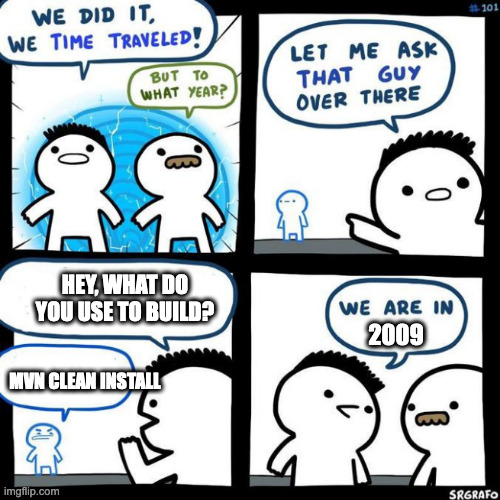 WE DID IT,
WE TIME TRAVELED!
BUT TO
WHAT YEAR?
#101
LET ME ASK
THAT GUY
OVER THERE
HEY, WHAT DO
YOU USE TO BUILD?
MVN CLEAN INSTALL
WE ARE IN
2009
imgflip.com
SRGRAFO